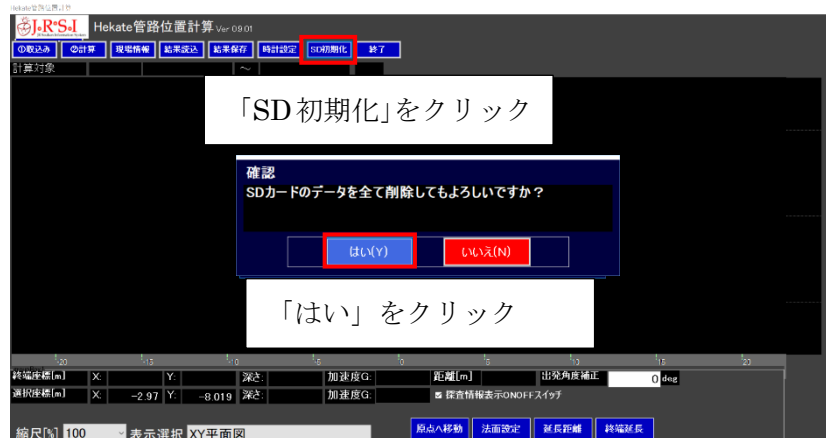 Hekate管路位置計算
J.R.S.I Hekate管路位置計算 Ver 09.01
①取込み ②計算 現場情報 結果読込 結果保存 時計設定 SD初期化 終了
計算対象 ～
「SD初期化」をクリック
確認
SDカードのデータを全て削除してもよろしいですか？
はい(Y) いいえ(N)
「はい」をクリック
-20 -15 -10 -5 0 5 10 15 20
終端座標[m] X: Y: 深さ: 加速度G: 距離[m] 出発角度補正 0 deg
選択座標[m] X: -2.97 Y: -8.019 深さ: 加速度G: 探査情報表示ONOFFスイッチ
縮尺[%] 100 表示選択 XY平面図 原点へ移動 法面設定 延長距離 終端延長